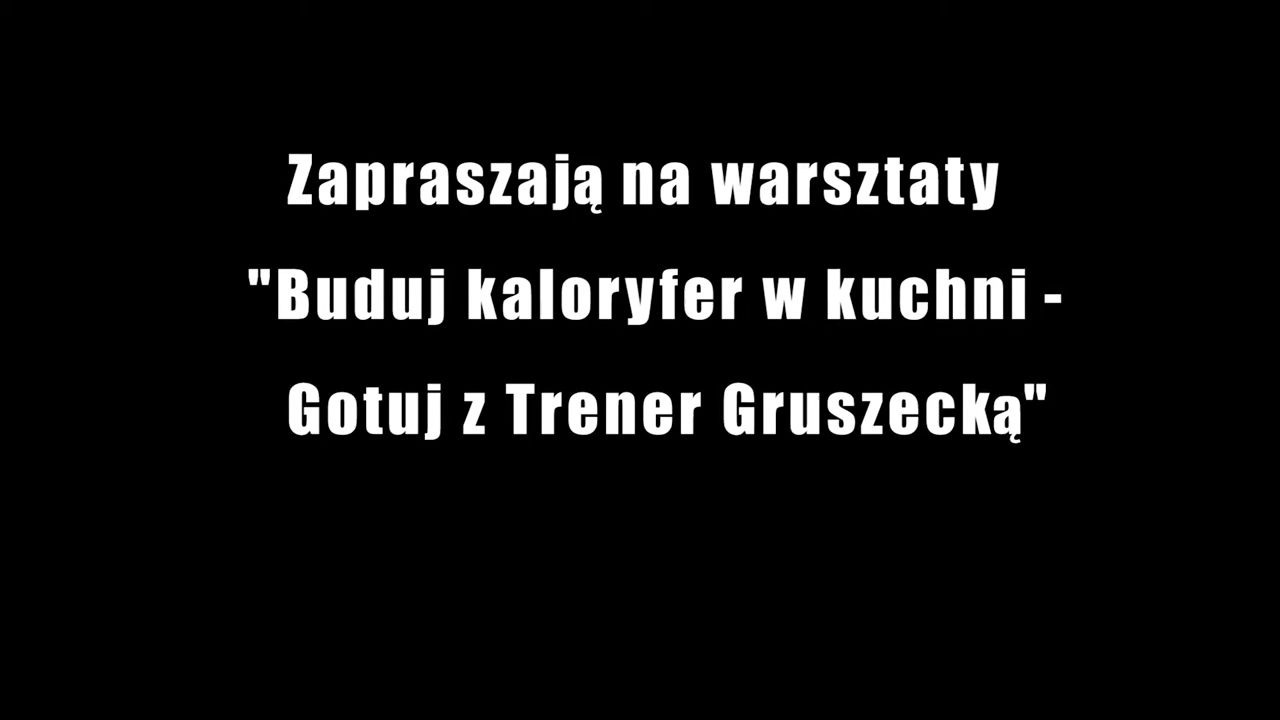 Zapraszają na warsztaty
"Buduj kaloryfer w kuchni -
Gotuj z Trener Gruszecką"